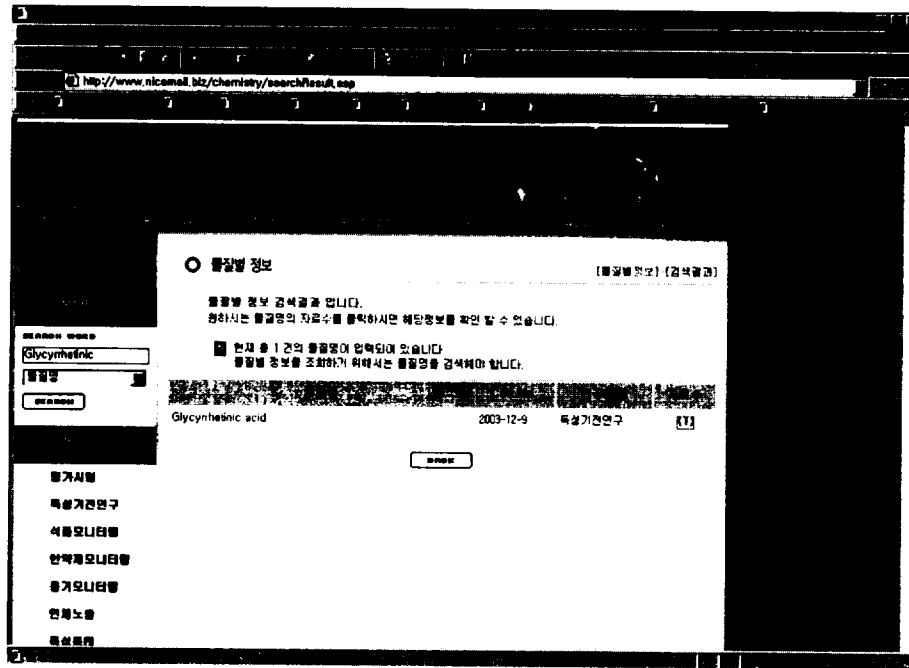 http://www.nicemail.biz/chemistry/searchResult.asp
물질별 정보
[물질별정보]-[검색결과]
물질별 정보 검색결과 입니다.
원하시는 물질명의 자료수를 클릭하시면 해당정보를 확인 할 수 있습니다.
SEARCH WORD
Glycyrrhetinic
물질명
SEARCH
현재 총 1 건의 물질명이 입력되어 있습니다
물질별 정보를 조회하기 위해서는 물질명을 검색해야 합니다.
Glycyrrhetinic acid 2003-12-9 독성기전연구 [1]
BACK
평가시험
독성기전연구
식품모니터링
한약재모니터링
용기모니터링
인체노출